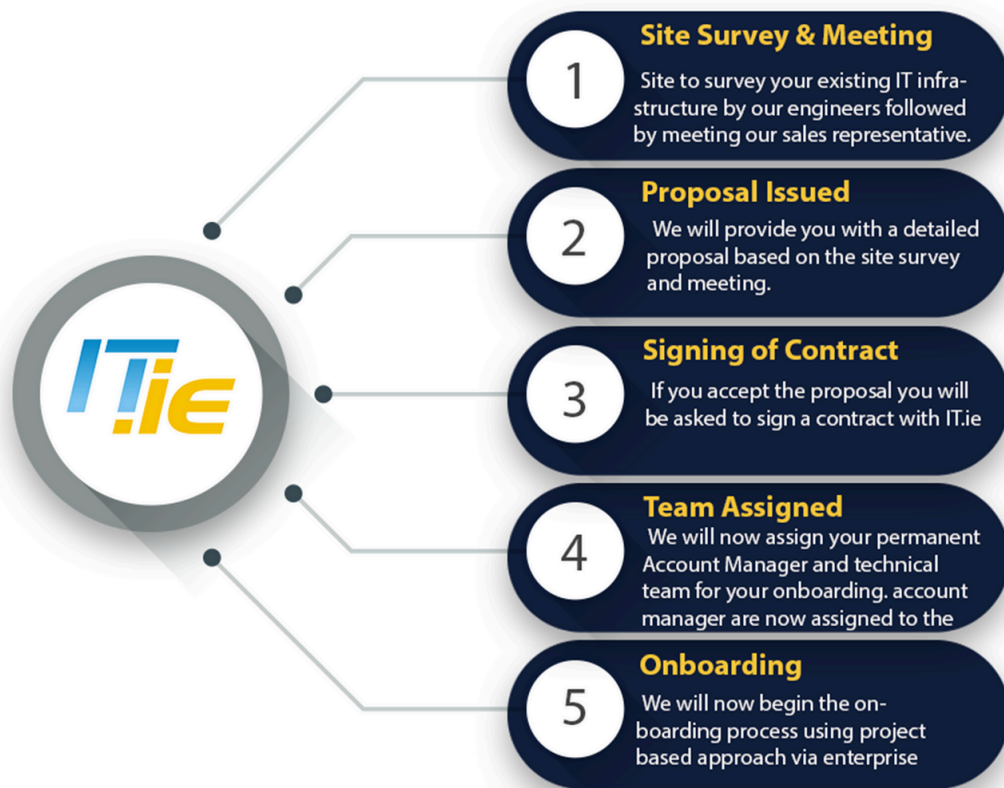 IT.ie
1
Site Survey & Meeting
Site to survey your existing IT infra-
structure by our engineers followed
by meeting our sales representative.
2
Proposal Issued
We will provide you with a detailed
proposal based on the site survey
and meeting.
3
Signing of Contract
If you accept the proposal you will
be asked to sign a contract with IT.ie
4
Team Assigned
We will now assign your permanent
Account Manager and technical
team for your onboarding. account
manager are now assigned to the
5
Onboarding
We will now begin the on-
boarding process using project
based approach via enterprise